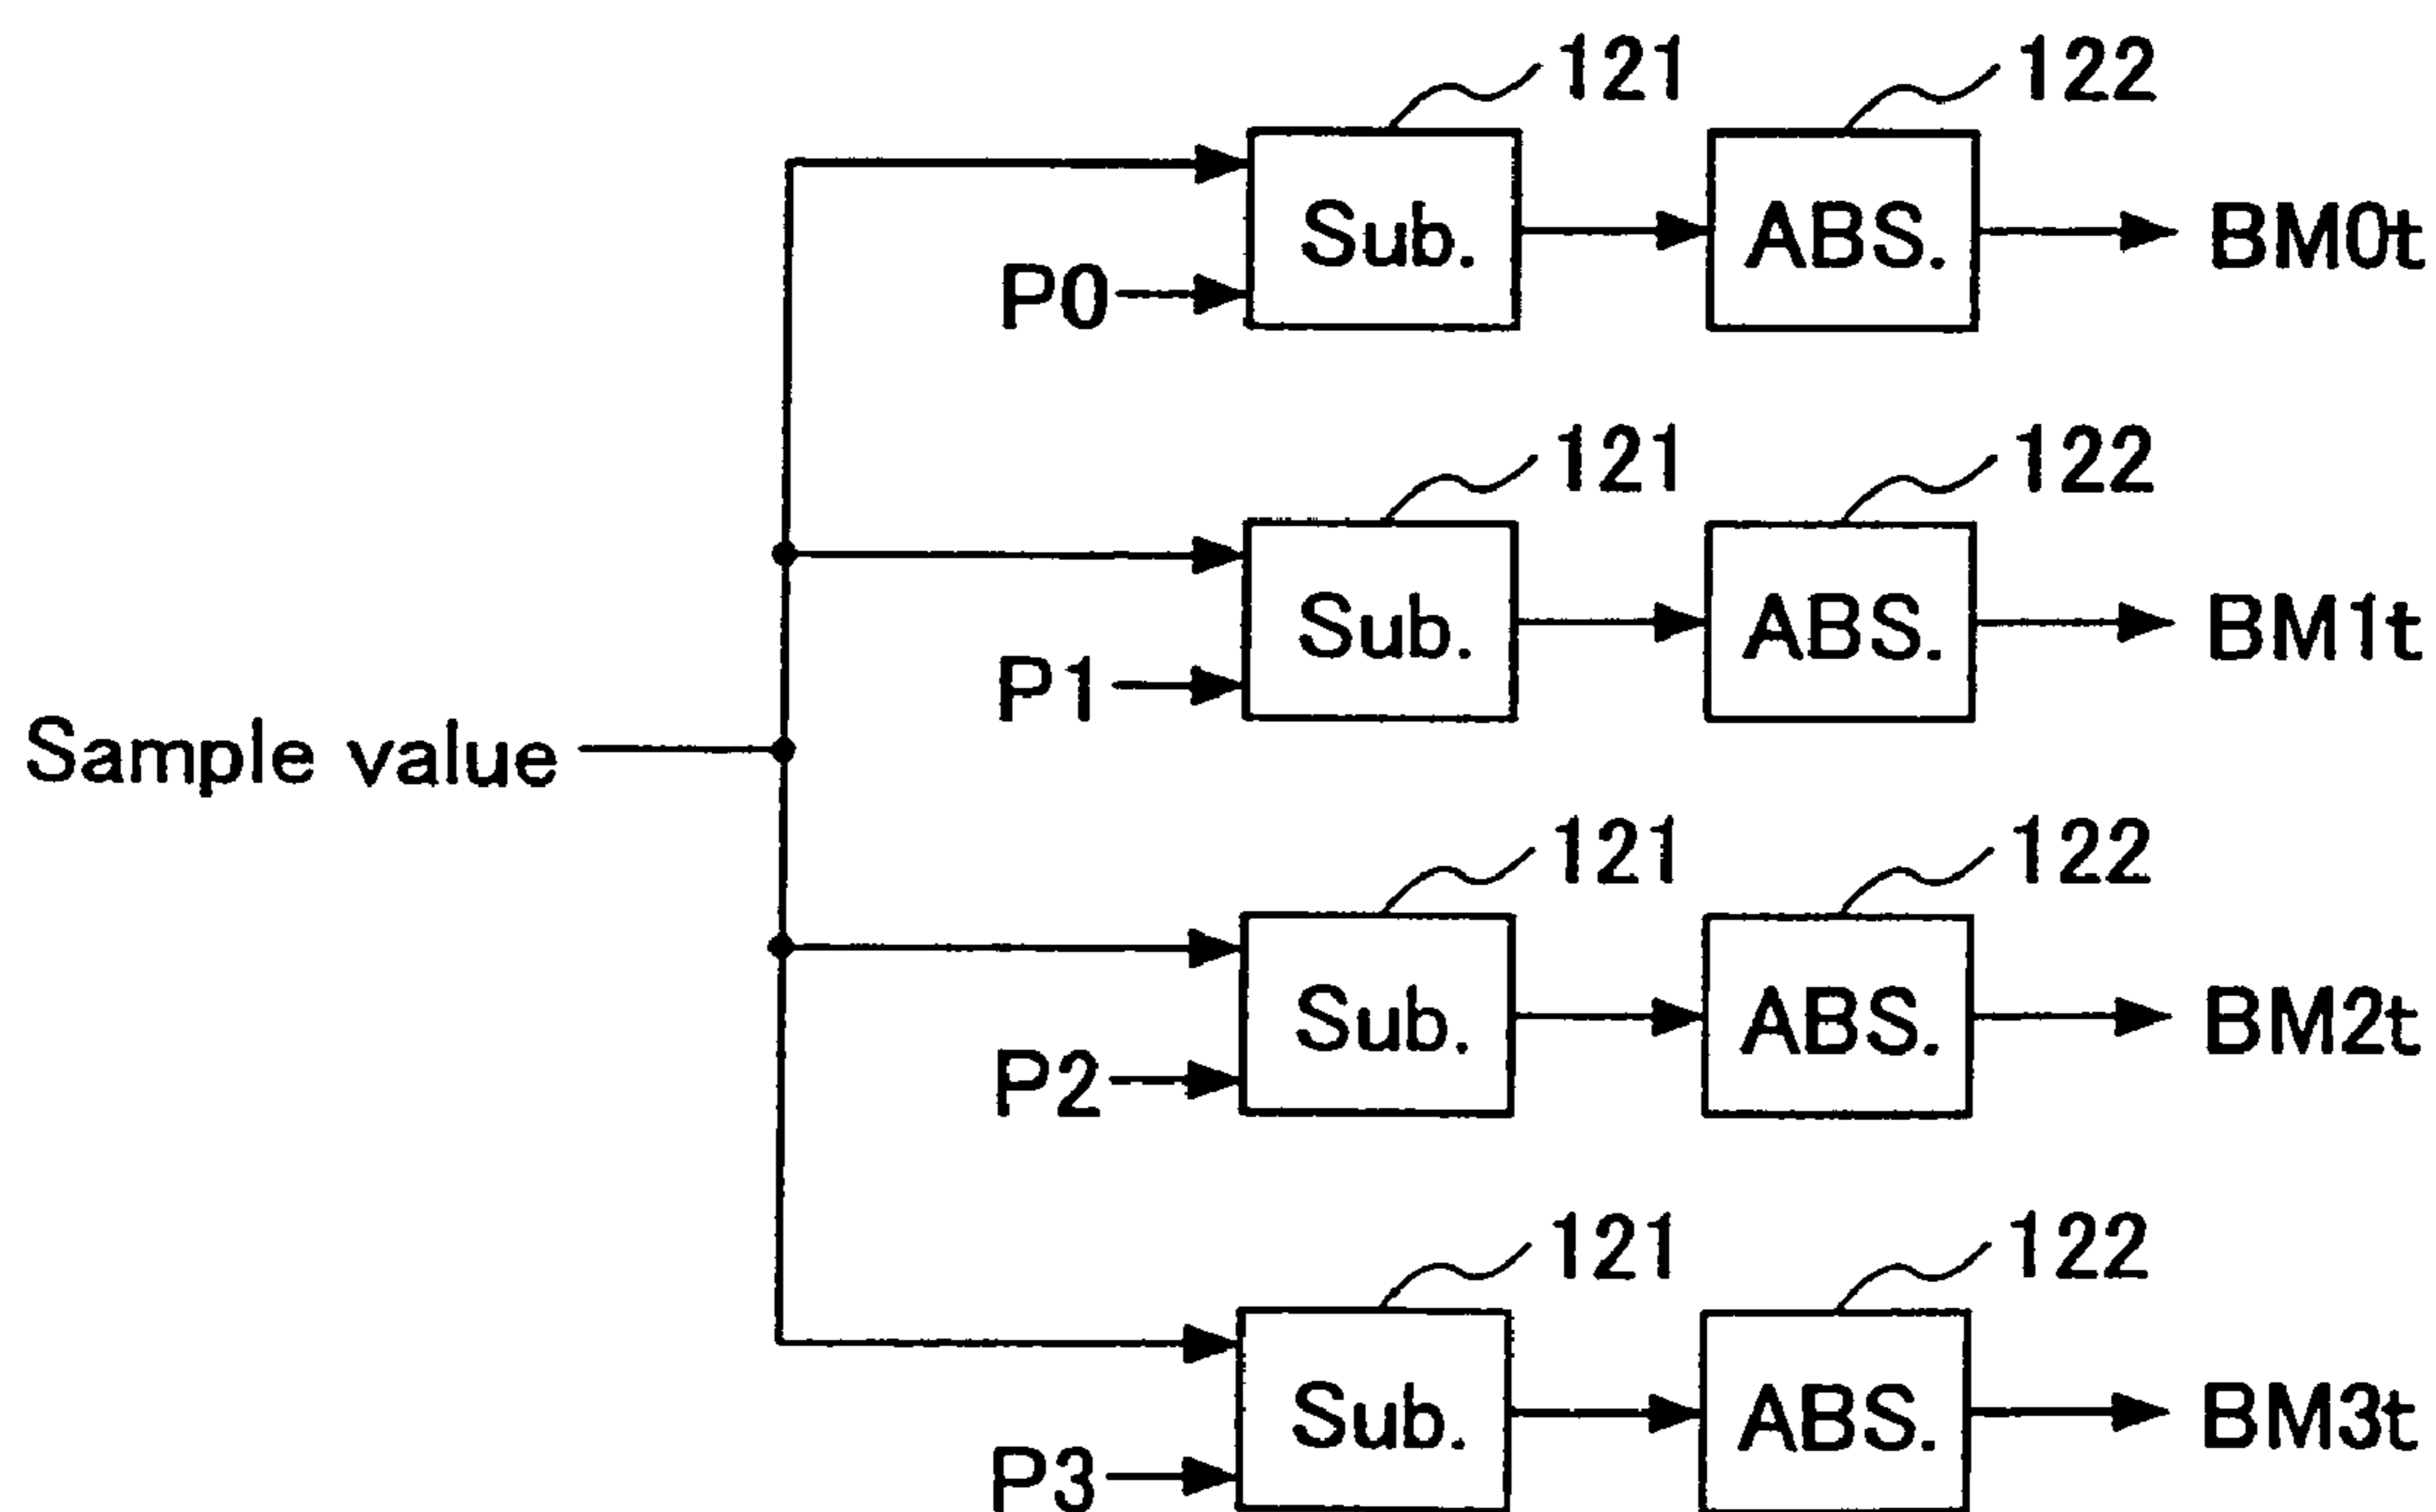 121 122
Sub. ABS. BM0t
P0
121 122
Sub. ABS. BM1t
P1
Sample value
121 122
Sub. ABS. BM2t
P2
121 122
Sub. ABS. BM3t
P3